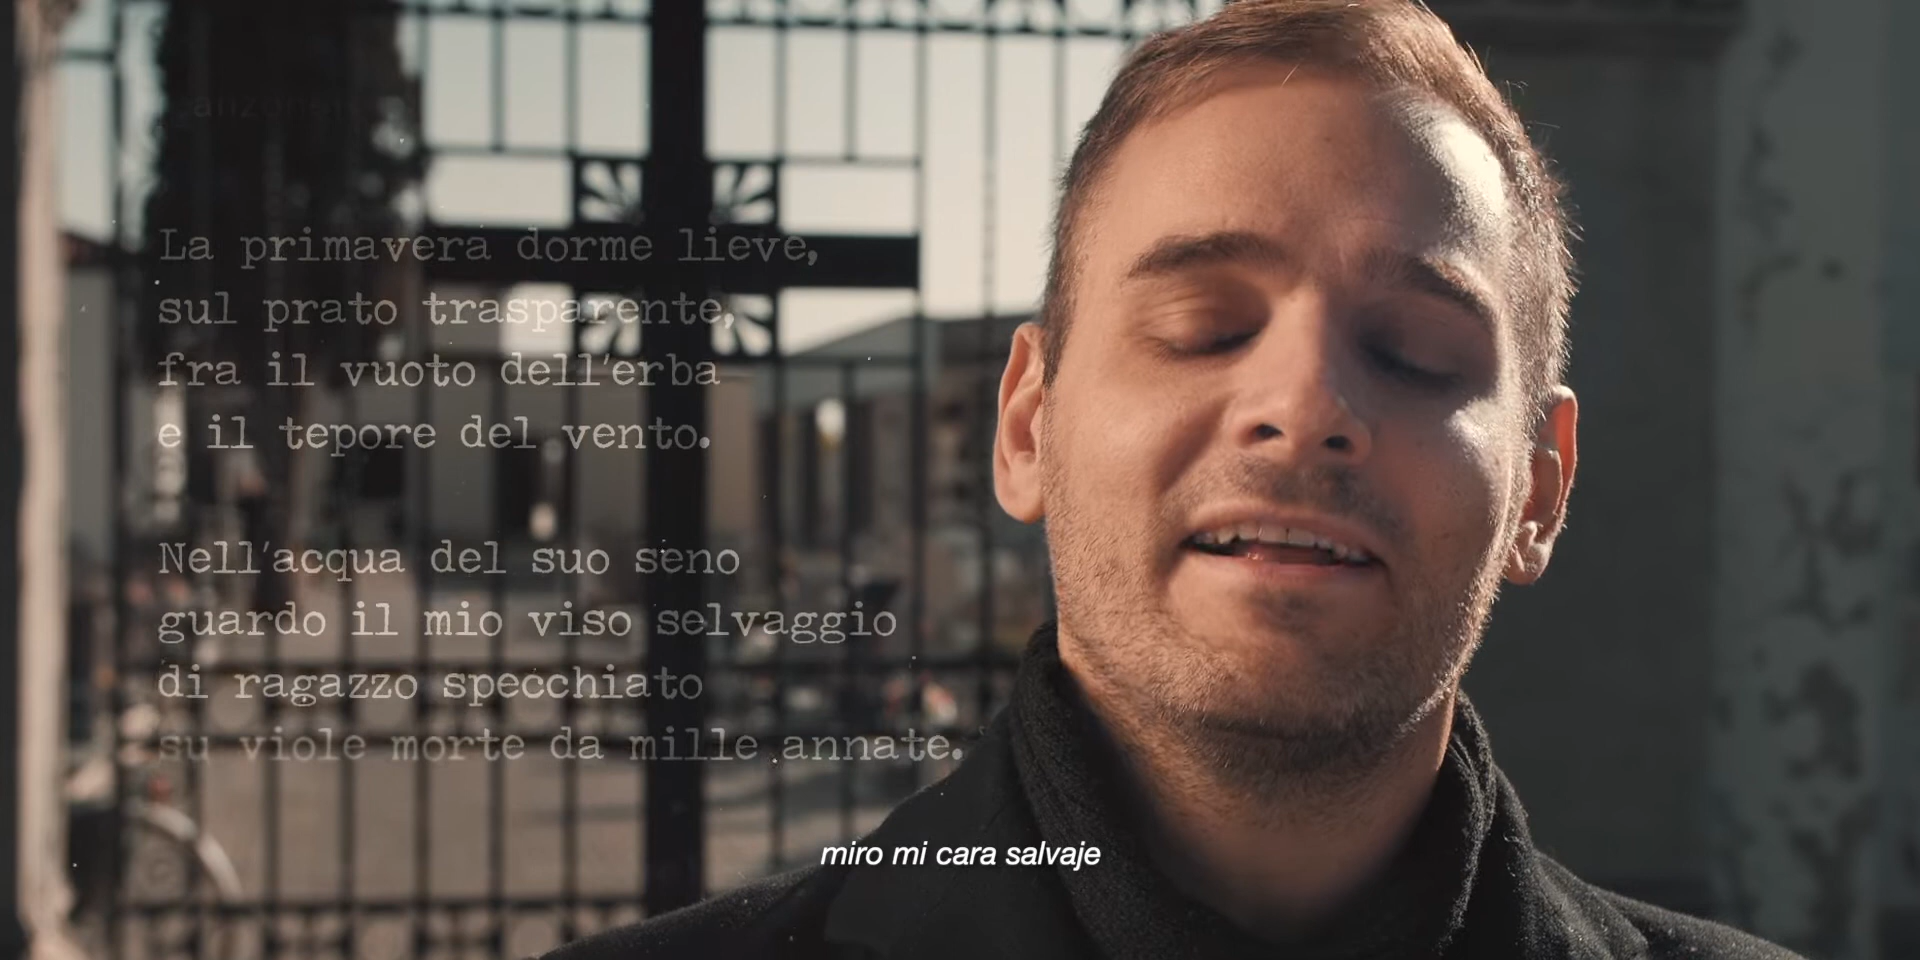 La primavera dorme lieve,
sul prato trasparente,
fra il vuoto dell'erba
e il tepore del vento.
Nell'acqua del suo seno
guardo il mio viso selvaggio
di ragazzo specchiato
su viole morte da mille annate.
miro mi cara salvaje